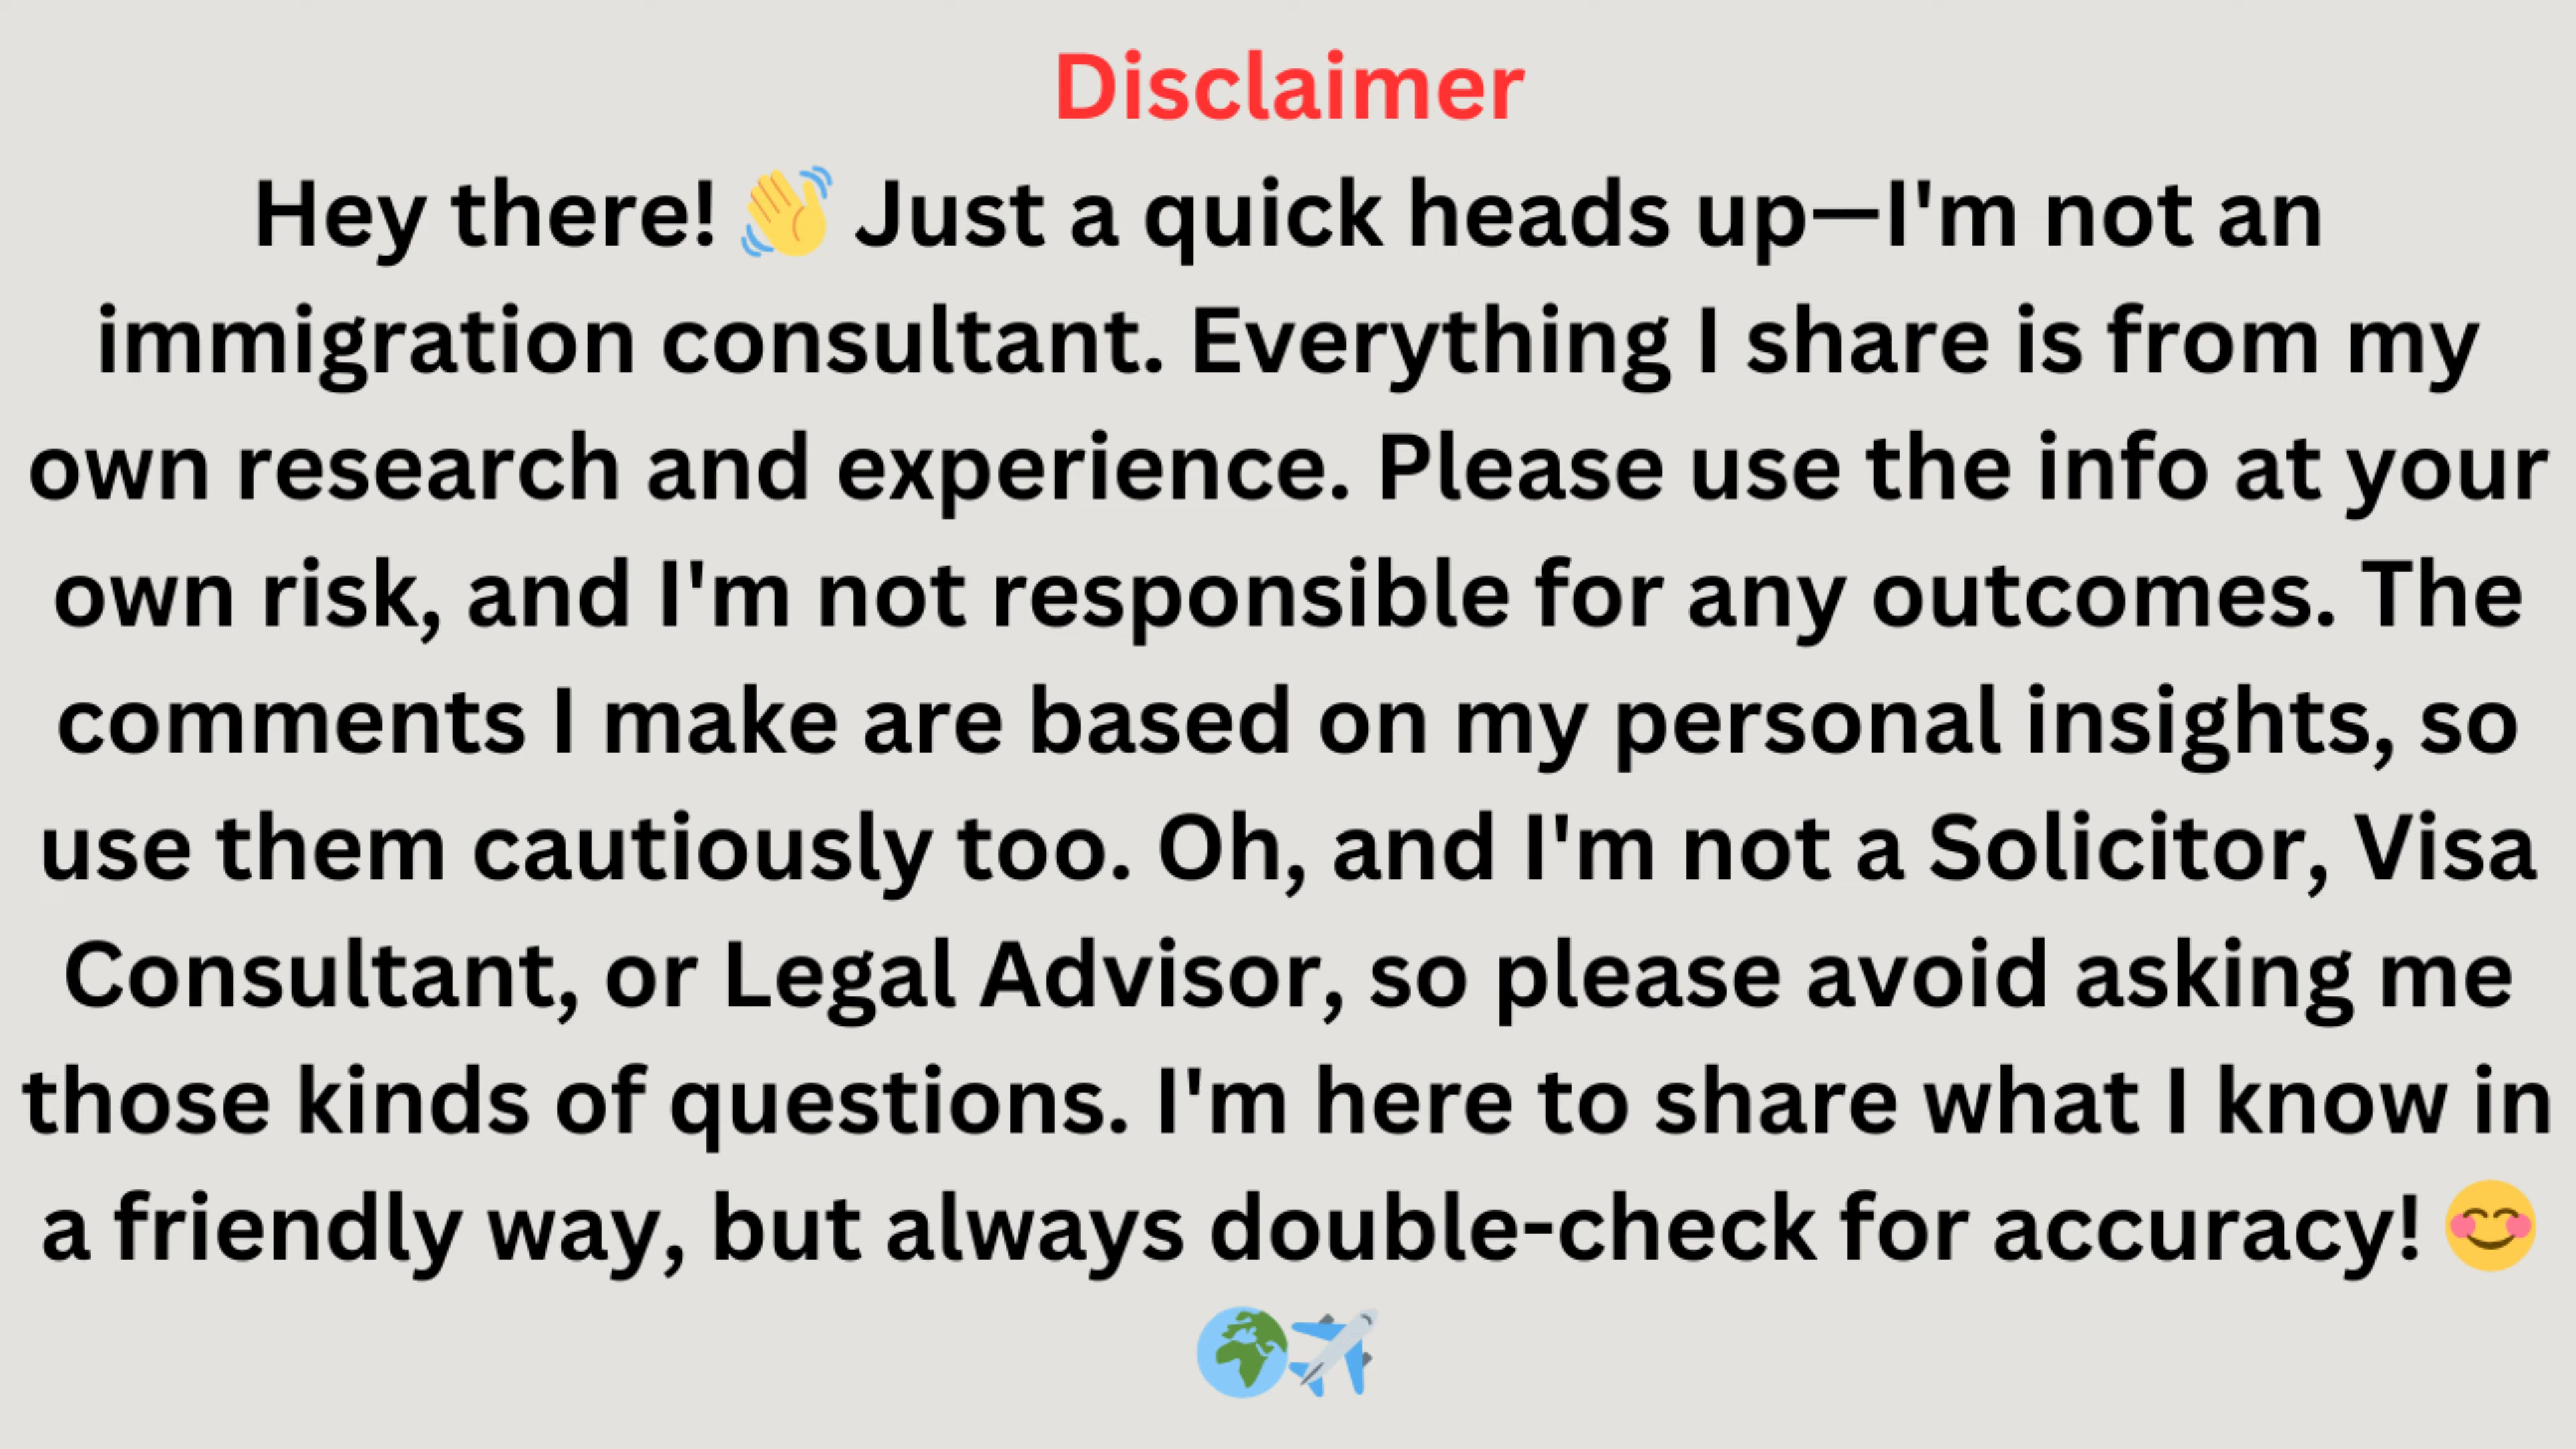 Disclaimer
Hey there! 👋 Just a quick heads up—I'm not an
immigration consultant. Everything I share is from my
own research and experience. Please use the info at your
own risk, and I'm not responsible for any outcomes. The
comments I make are based on my personal insights, so
use them cautiously too. Oh, and I'm not a Solicitor, Visa
Consultant, or Legal Advisor, so please avoid asking me
those kinds of questions. I'm here to share what I know in
a friendly way, but always double-check for accuracy! 😊
🌍✈️